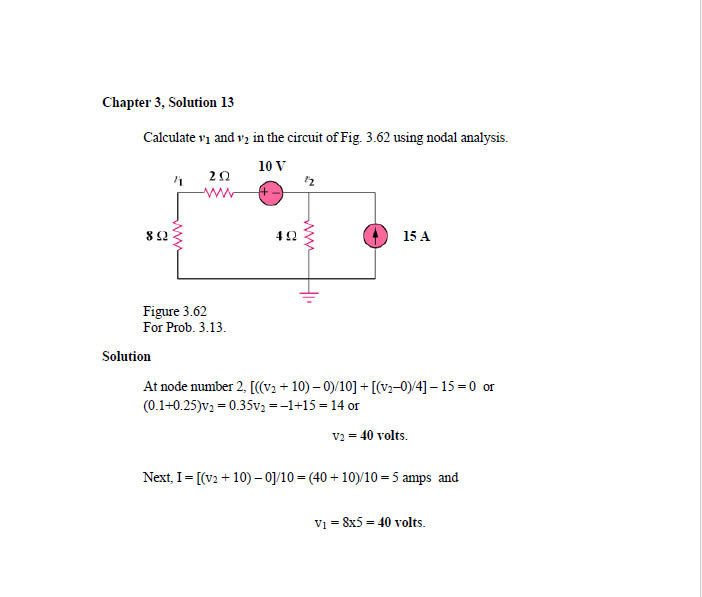 Chapter 3, Solution 13
Calculate v₁ and v₂ in the circuit of Fig. 3.62 using nodal analysis.
10 V
v₁ 2 Ω v₂
+ −
8 Ω 4 Ω 15 A
Figure 3.62
For Prob. 3.13.
Solution
At node number 2, [((v₂ + 10) – 0)/10] + [(v₂–0)/4] – 15 = 0 or
(0.1+0.25)v₂ = 0.35v₂ = –1+15 = 14 or
v₂ = 40 volts.
Next, I = [(v₂ + 10) – 0]/10 = (40 + 10)/10 = 5 amps and
v₁ = 8x5 = 40 volts.